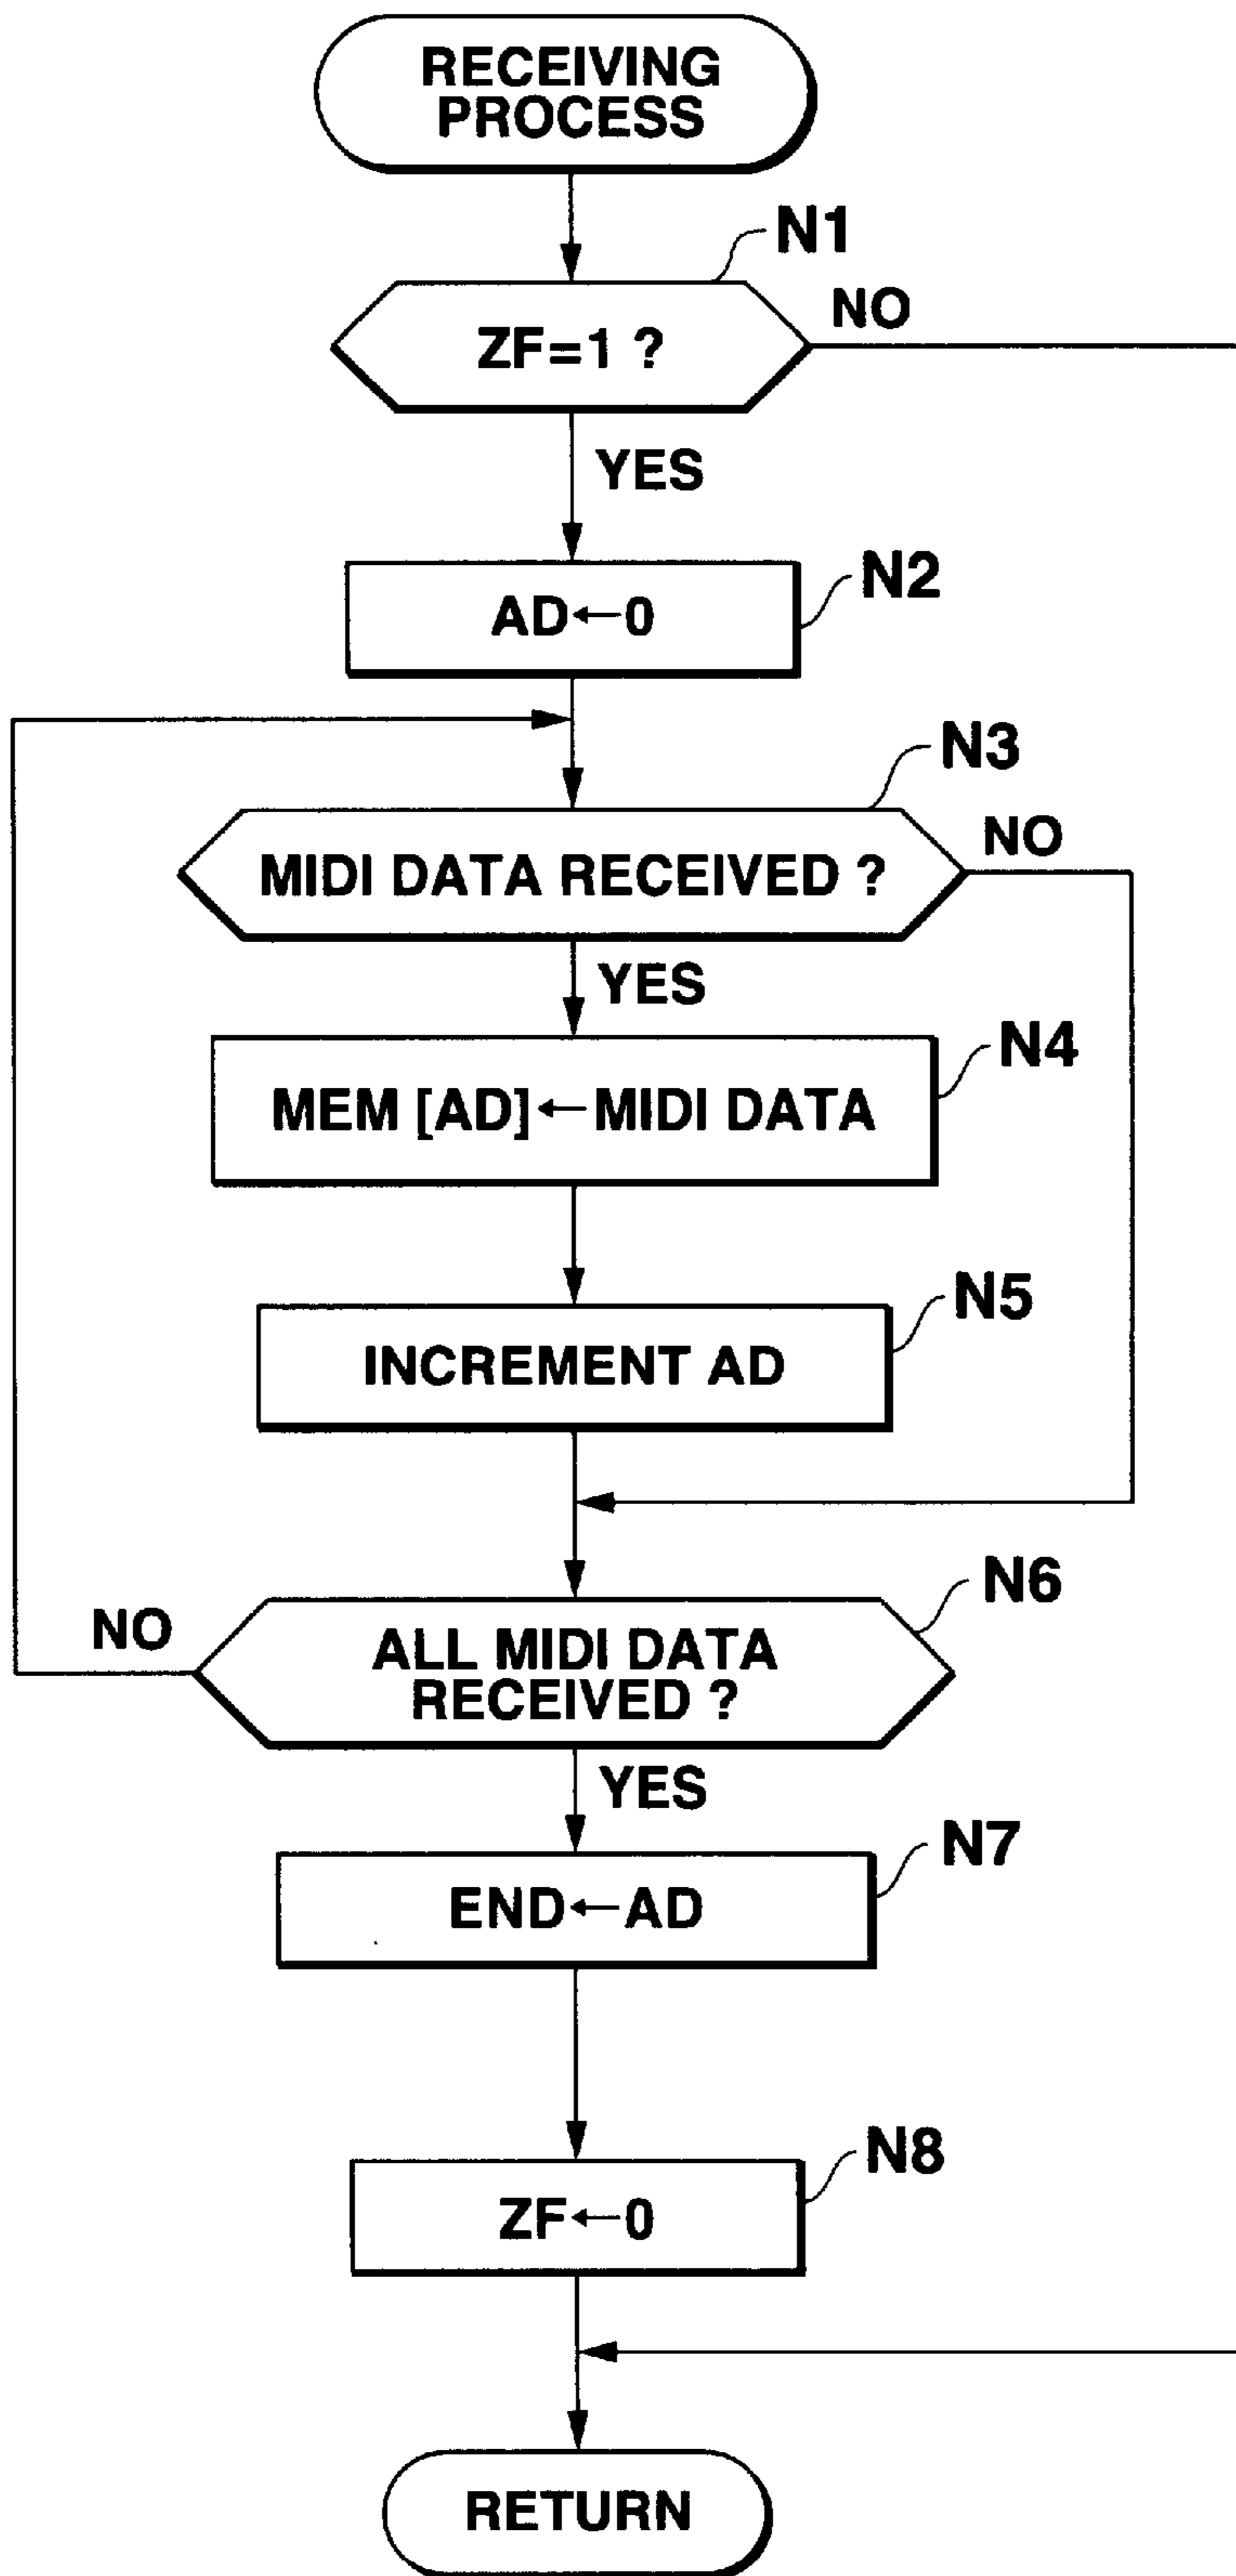 RECEIVING
PROCESS
N1
ZF=1 ?
NO
YES
N2
AD←0
N3
MIDI DATA RECEIVED ?
NO
YES
N4
MEM [AD]←MIDI DATA
N5
INCREMENT AD
N6
NO
ALL MIDI DATA
RECEIVED ?
YES
N7
END←AD
N8
ZF←0
RETURN